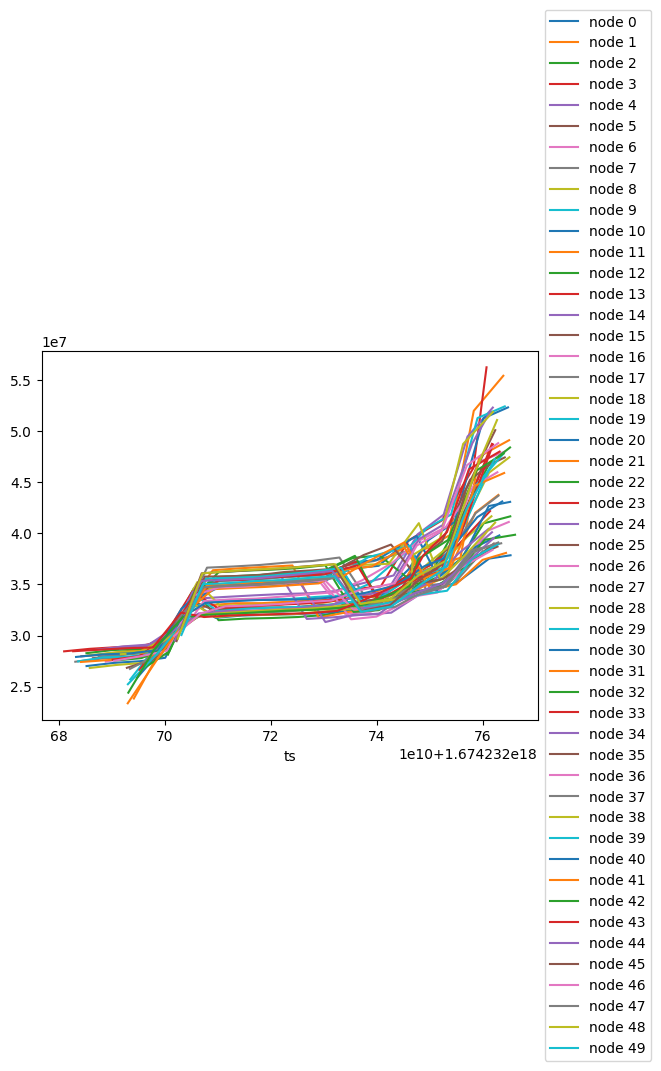 1e7
5.5
5.0
4.5
4.0
3.5
3.0
2.5
68 70 72 74 76
1e10+1.674232e18
ts
node 0
node 1
node 2
node 3
node 4
node 5
node 6
node 7
node 8
node 9
node 10
node 11
node 12
node 13
node 14
node 15
node 16
node 17
node 18
node 19
node 20
node 21
node 22
node 23
node 24
node 25
node 26
node 27
node 28
node 29
node 30
node 31
node 32
node 33
node 34
node 35
node 36
node 37
node 38
node 39
node 40
node 41
node 42
node 43
node 44
node 45
node 46
node 47
node 48
node 49